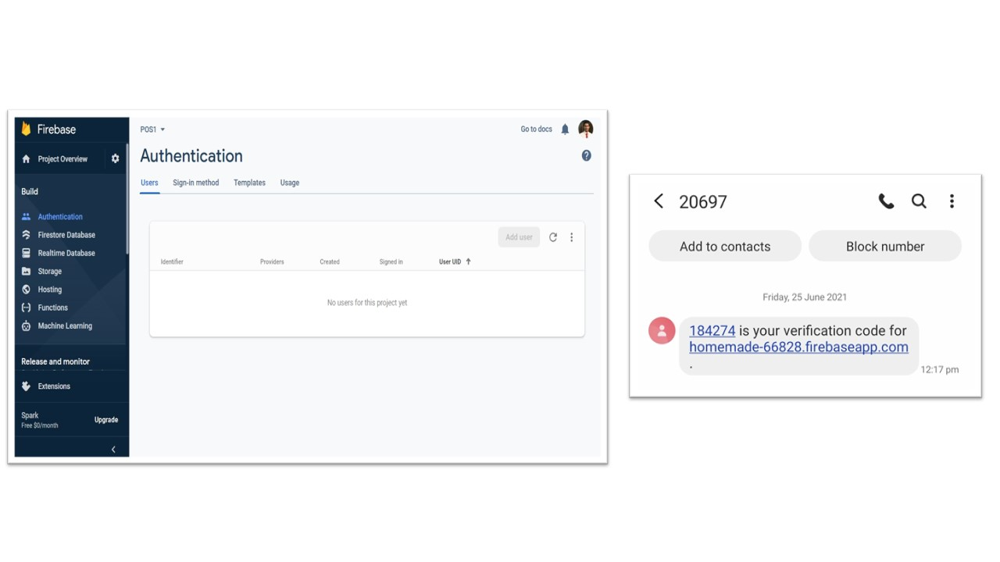 Firebase
Project Overview
Build
Authentication
Firestore Database
Realtime Database
Storage
Hosting
Functions
Machine Learning
Release and monitor
Extensions
Spark
Free $0/month
Upgrade
POS1
Go to docs
Authentication
Users Sign-in method Templates Usage
Add user
Identifier Providers Created Signed in User UID
No users for this project yet
20697
Add to contacts Block number
Friday, 25 June 2021
184274 is your verification code for
homemade-66828.firebaseapp.com
.
12:17 pm